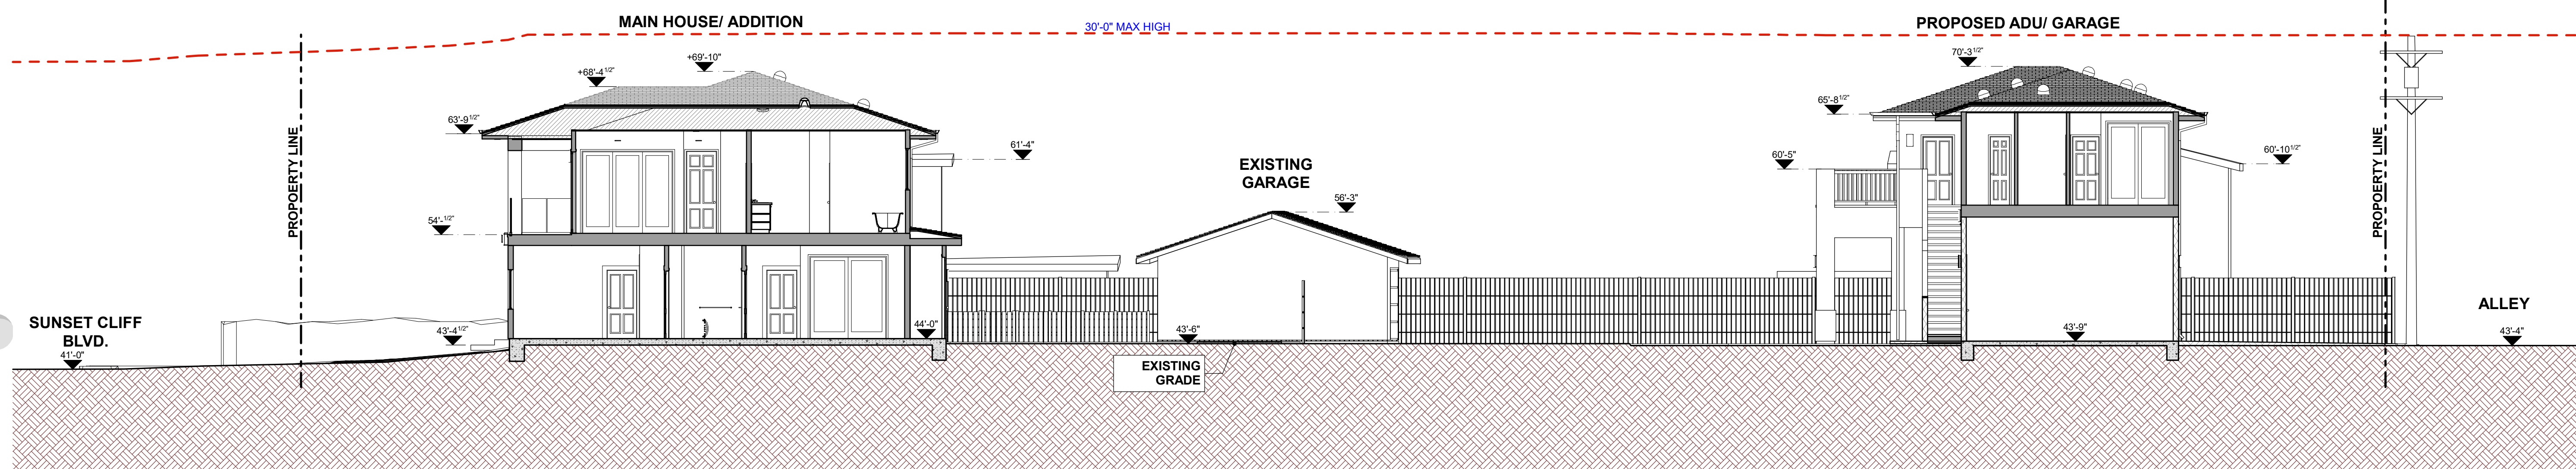 MAIN HOUSE/ ADDITION
30'-0" MAX HIGH
PROPOSED ADU/ GARAGE
+69'-10"
+68'-4 1/2"
63'-9 1/2"
61'-4"
54'-1/2"
43'-4 1/2"
44'-0"
PROPOERTY LINE
SUNSET CLIFF
BLVD.
41'-0"
EXISTING
GARAGE
56'-3"
43'-6"
EXISTING
GRADE
70'-3 1/2"
65'-8 1/2"
60'-5"
60'-10 1/2"
43'-9"
PROPOERTY LINE
ALLEY
43'-4"